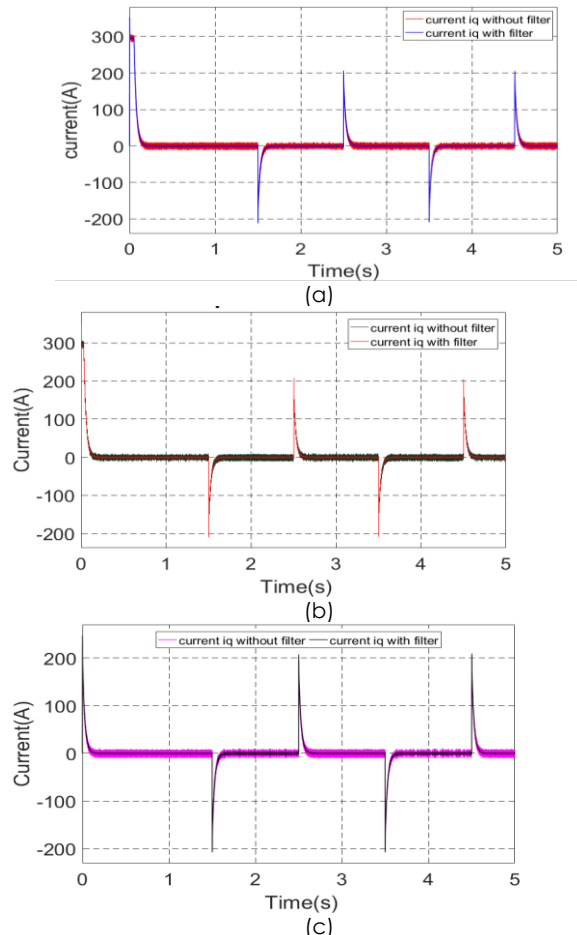 current iq without filter
current iq with filter
300
200
100
0
-100
-200
current(A)
0 1 2 3 4 5
Time(s)
(a)
current iq without filter
current iq with filter
300
200
100
0
-100
-200
Current(A)
0 1 2 3 4 5
Time(s)
(b)
current iq without filter current iq with filter
200
100
0
-100
-200
Current(A)
0 1 2 3 4 5
Time(s)
(c)